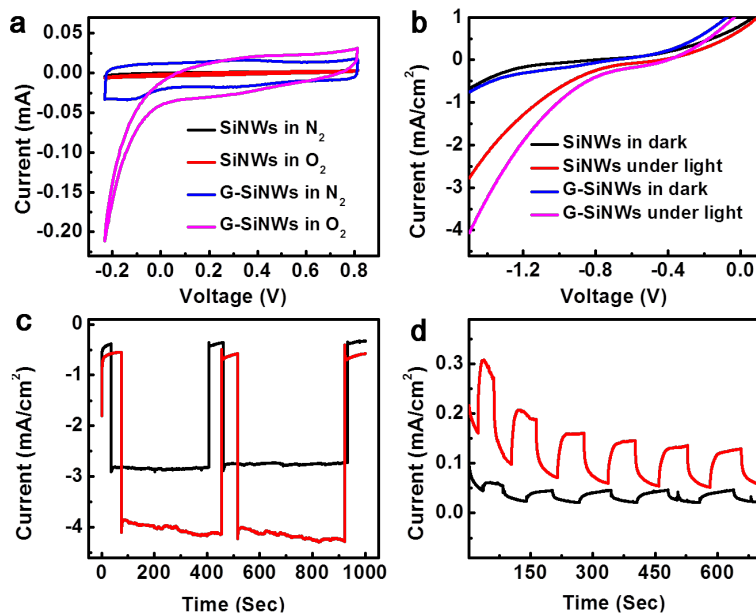 a
0.05
0.00
-0.05
-0.10
-0.15
-0.20
Current (mA)
SiNWs in N2
SiNWs in O2
G-SiNWs in N2
G-SiNWs in O2
-0.2 0.0 0.2 0.4 0.6 0.8
Voltage (V)
b
1
0
-1
-2
-3
-4
Current (mA/cm²)
SiNWs in dark
SiNWs under light
G-SiNWs in dark
G-SiNWs under light
-1.2 -0.8 -0.4 0.0
Voltage (V)
c
0
-1
-2
-3
-4
Current (mA/cm²)
0 200 400 600 800 1000
Time (Sec)
d
0.3
0.2
0.1
0.0
Current (mA/cm²)
150 300 450 600
Time (Sec)